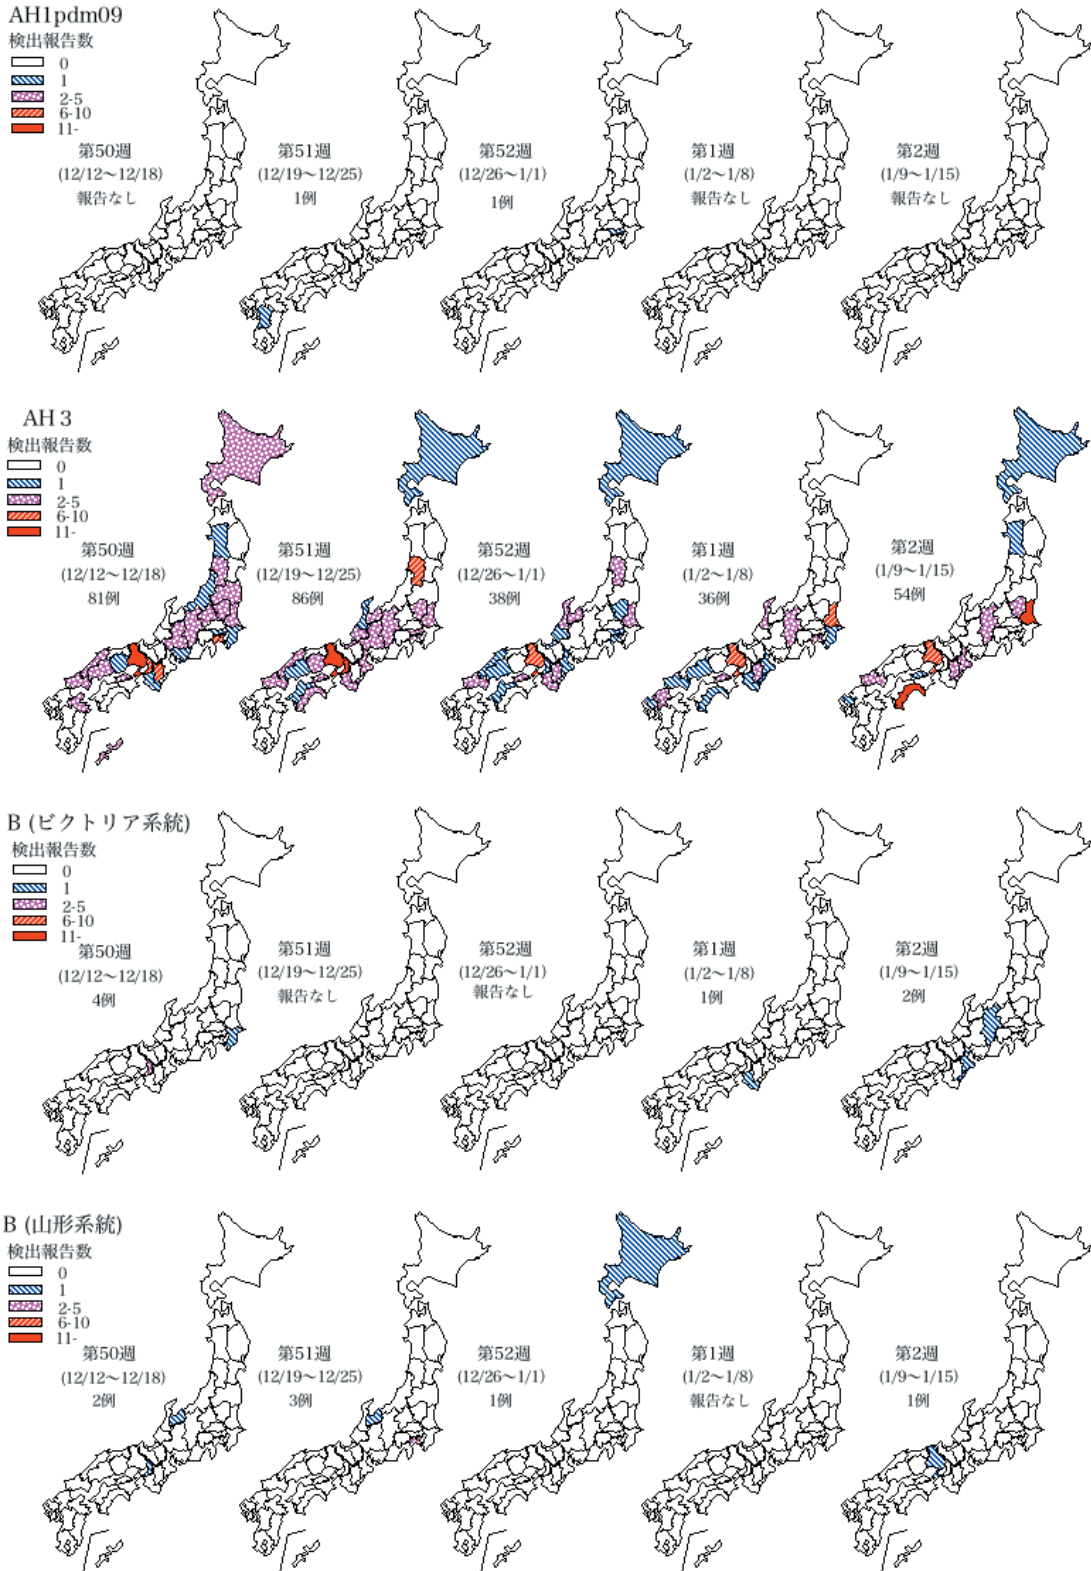 AH1pdm09
検出報告数
0
1
2-5
6-10
11-
第50週
(12/12〜12/18)
報告なし
第51週
(12/19〜12/25)
1例
第52週
(12/26〜1/1)
1例
第1週
(1/2〜1/8)
報告なし
第2週
(1/9〜1/15)
報告なし
AH 3
検出報告数
0
1
2-5
6-10
11-
第50週
(12/12〜12/18)
81例
第51週
(12/19〜12/25)
86例
第52週
(12/26〜1/1)
38例
第1週
(1/2〜1/8)
36例
第2週
(1/9〜1/15)
54例
B (ビクトリア系統)
検出報告数
0
1
2-5
6-10
11-
第50週
(12/12〜12/18)
4例
第51週
(12/19〜12/25)
報告なし
第52週
(12/26〜1/1)
報告なし
第1週
(1/2〜1/8)
1例
第2週
(1/9〜1/15)
2例
B (山形系統)
検出報告数
0
1
2-5
6-10
11-
第50週
(12/12〜12/18)
2例
第51週
(12/19〜12/25)
3例
第52週
(12/26〜1/1)
1例
第1週
(1/2〜1/8)
報告なし
第2週
(1/9〜1/15)
1例